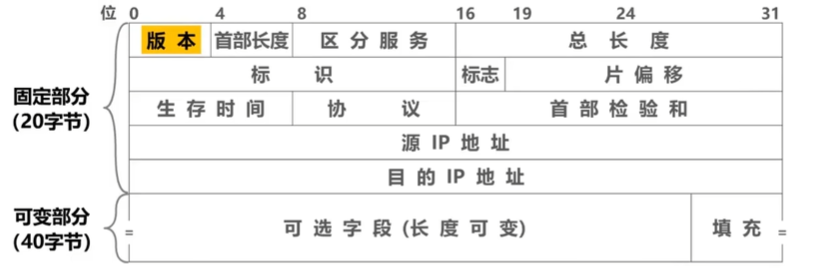 位 0 4 8 16 19 24 31
版本 首部长度 区分服务 总长度
标识 标志 片偏移
固定部分
(20字节)
生存时间 协议 首部检验和
源 IP 地址
目的 IP 地址
可变部分
(40字节)
= 可选字段 (长度可变) 填充 =